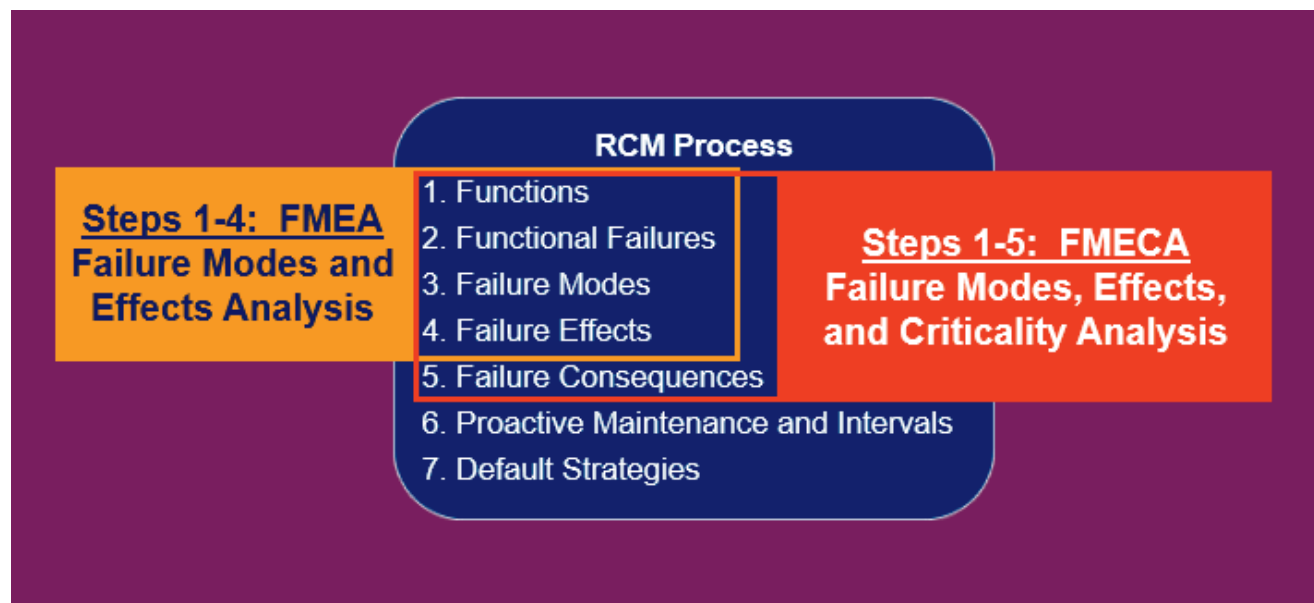 RCM Process
Steps 1-4: FMEA
Failure Modes and
Effects Analysis
1. Functions
2. Functional Failures
3. Failure Modes
4. Failure Effects
5. Failure Consequences
6. Proactive Maintenance and Intervals
7. Default Strategies
Steps 1-5: FMECA
Failure Modes, Effects,
and Criticality Analysis